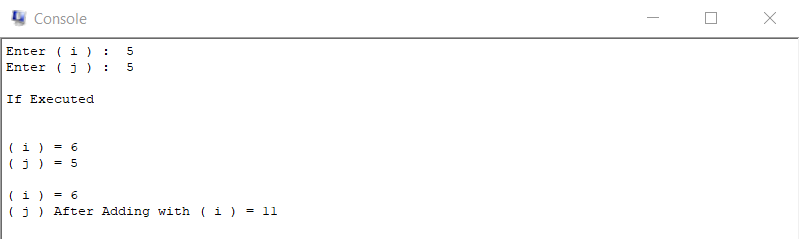 Console
Enter ( i ) :  5
Enter ( j ) :  5
If Executed
( i ) = 6
( j ) = 5
( i ) = 6
( j ) After Adding with ( i ) = 11